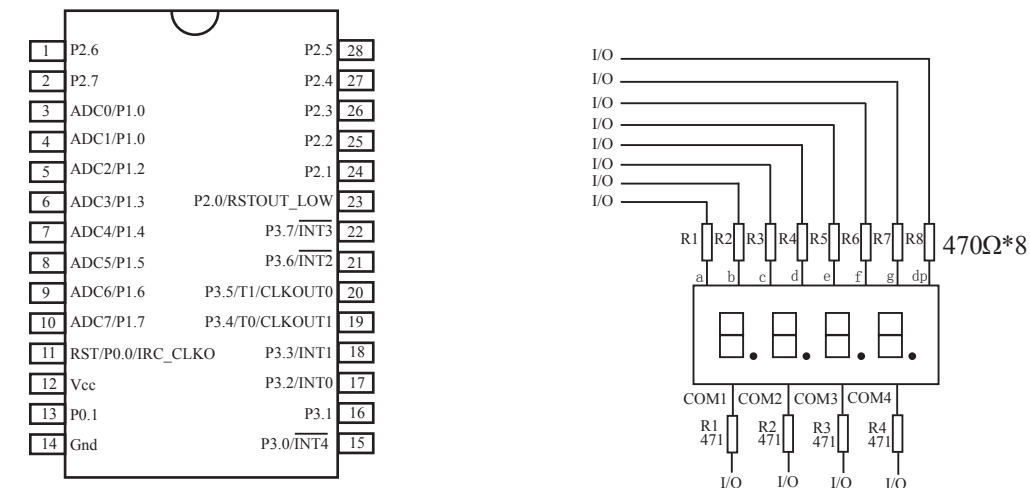 1 P2.6 P2.5 28
2 P2.7 P2.4 27
3 ADC0/P1.0 P2.3 26
4 ADC1/P1.0 P2.2 25
5 ADC2/P1.2 P2.1 24
6 ADC3/P1.3 P2.0/RSTOUT_LOW 23
7 ADC4/P1.4 P3.7/INT3 22
8 ADC5/P1.5 P3.6/INT2 21
9 ADC6/P1.6 P3.5/T1/CLKOUT0 20
10 ADC7/P1.7 P3.4/T0/CLKOUT1 19
11 RST/P0.0/IRC_CLKO P3.3/INT1 18
12 Vcc P3.2/INT0 17
13 P0.1 P3.1 16
14 Gnd P3.0/INT4 15
I/O
I/O
I/O
I/O
I/O
I/O
I/O
I/O
R1 R2 R3 R4 R5 R6 R7 R8 470Ω*8
a b c d e f g dp
8. 8. 8. 8.
COM1 COM2 COM3 COM4
R1 R2 R3 R4
471 471 471 471
I/O I/O I/O I/O